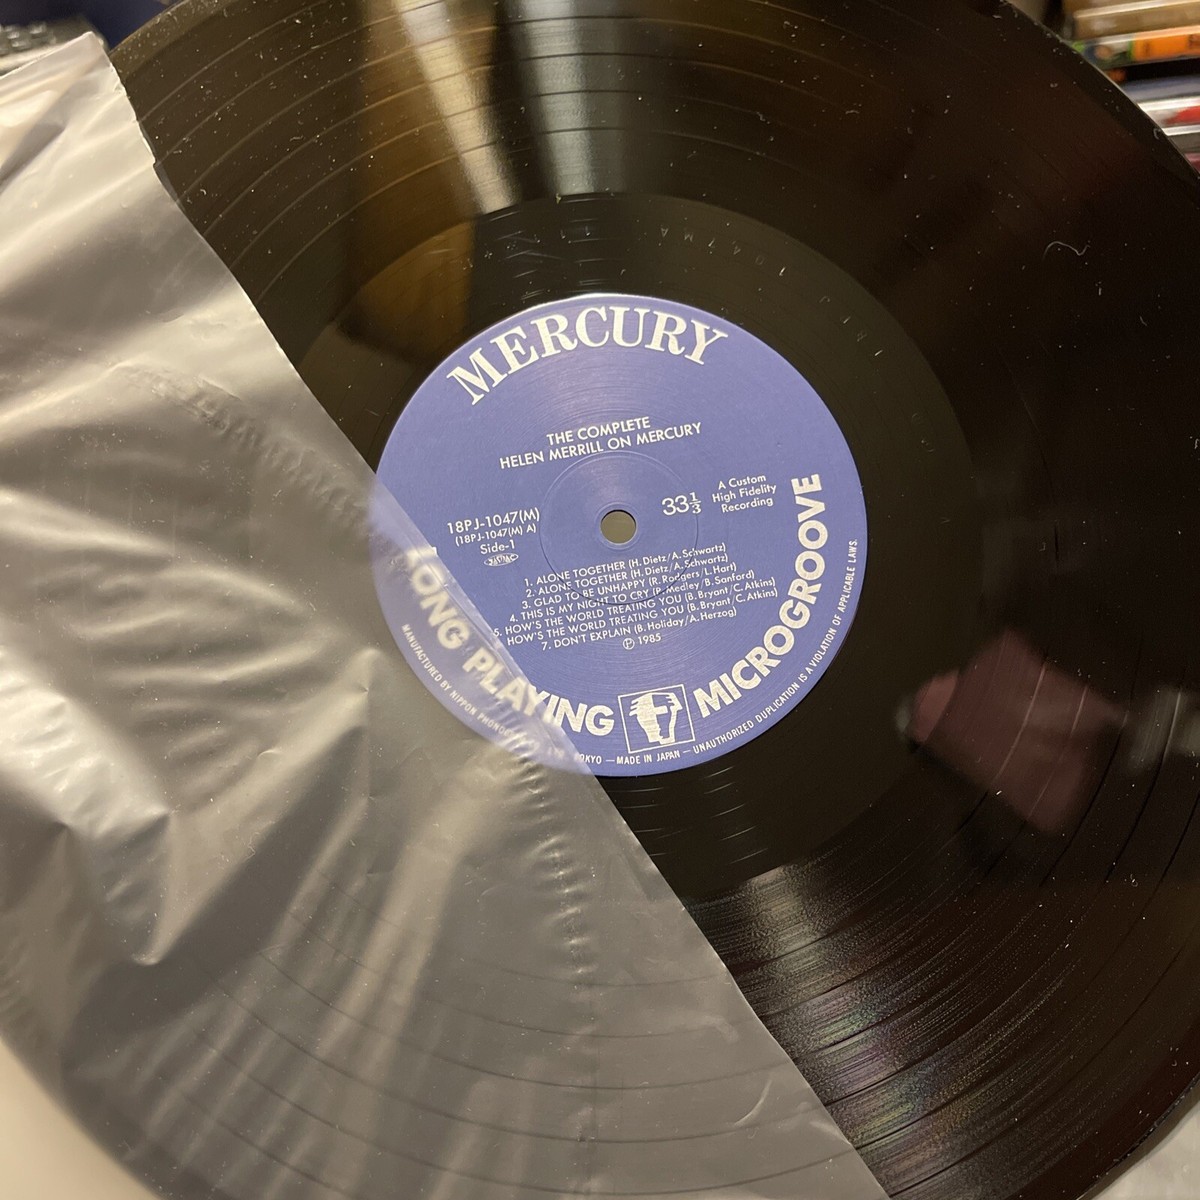 MERCURY
THE COMPLETE
HELEN MERRILL ON MERCURY
18PJ-1047(M)
(18PJ-1047(M) A)
Side-1
JASRAC
33⅓
A Custom
High Fidelity
Recording
1. ALONE TOGETHER (H. Dietz/A. Schwartz)
2. ALONE TOGETHER (H. Dietz/A. Schwartz)
3. GLAD TO BE UNHAPPY (R. Rodgers/L. Hart)
4. THIS IS MY NIGHT TO CRY (P. Medley/B. Sanford)
5. HOW'S THE WORLD TREATING YOU (B. Bryant/C. Atkins)
HOW'S THE WORLD TREATING YOU (B. Bryant/C. Atkins)
7. DON'T EXPLAIN (B. Holiday/A. Herzog)
℗ 1985
LONG PLAYING MICROGROOVE
MANUFACTURED BY NIPPON TOKYO — MADE IN JAPAN — UNAUTHORIZED DUPLICATION IS A VIOLATION OF APPLICABLE LAWS.